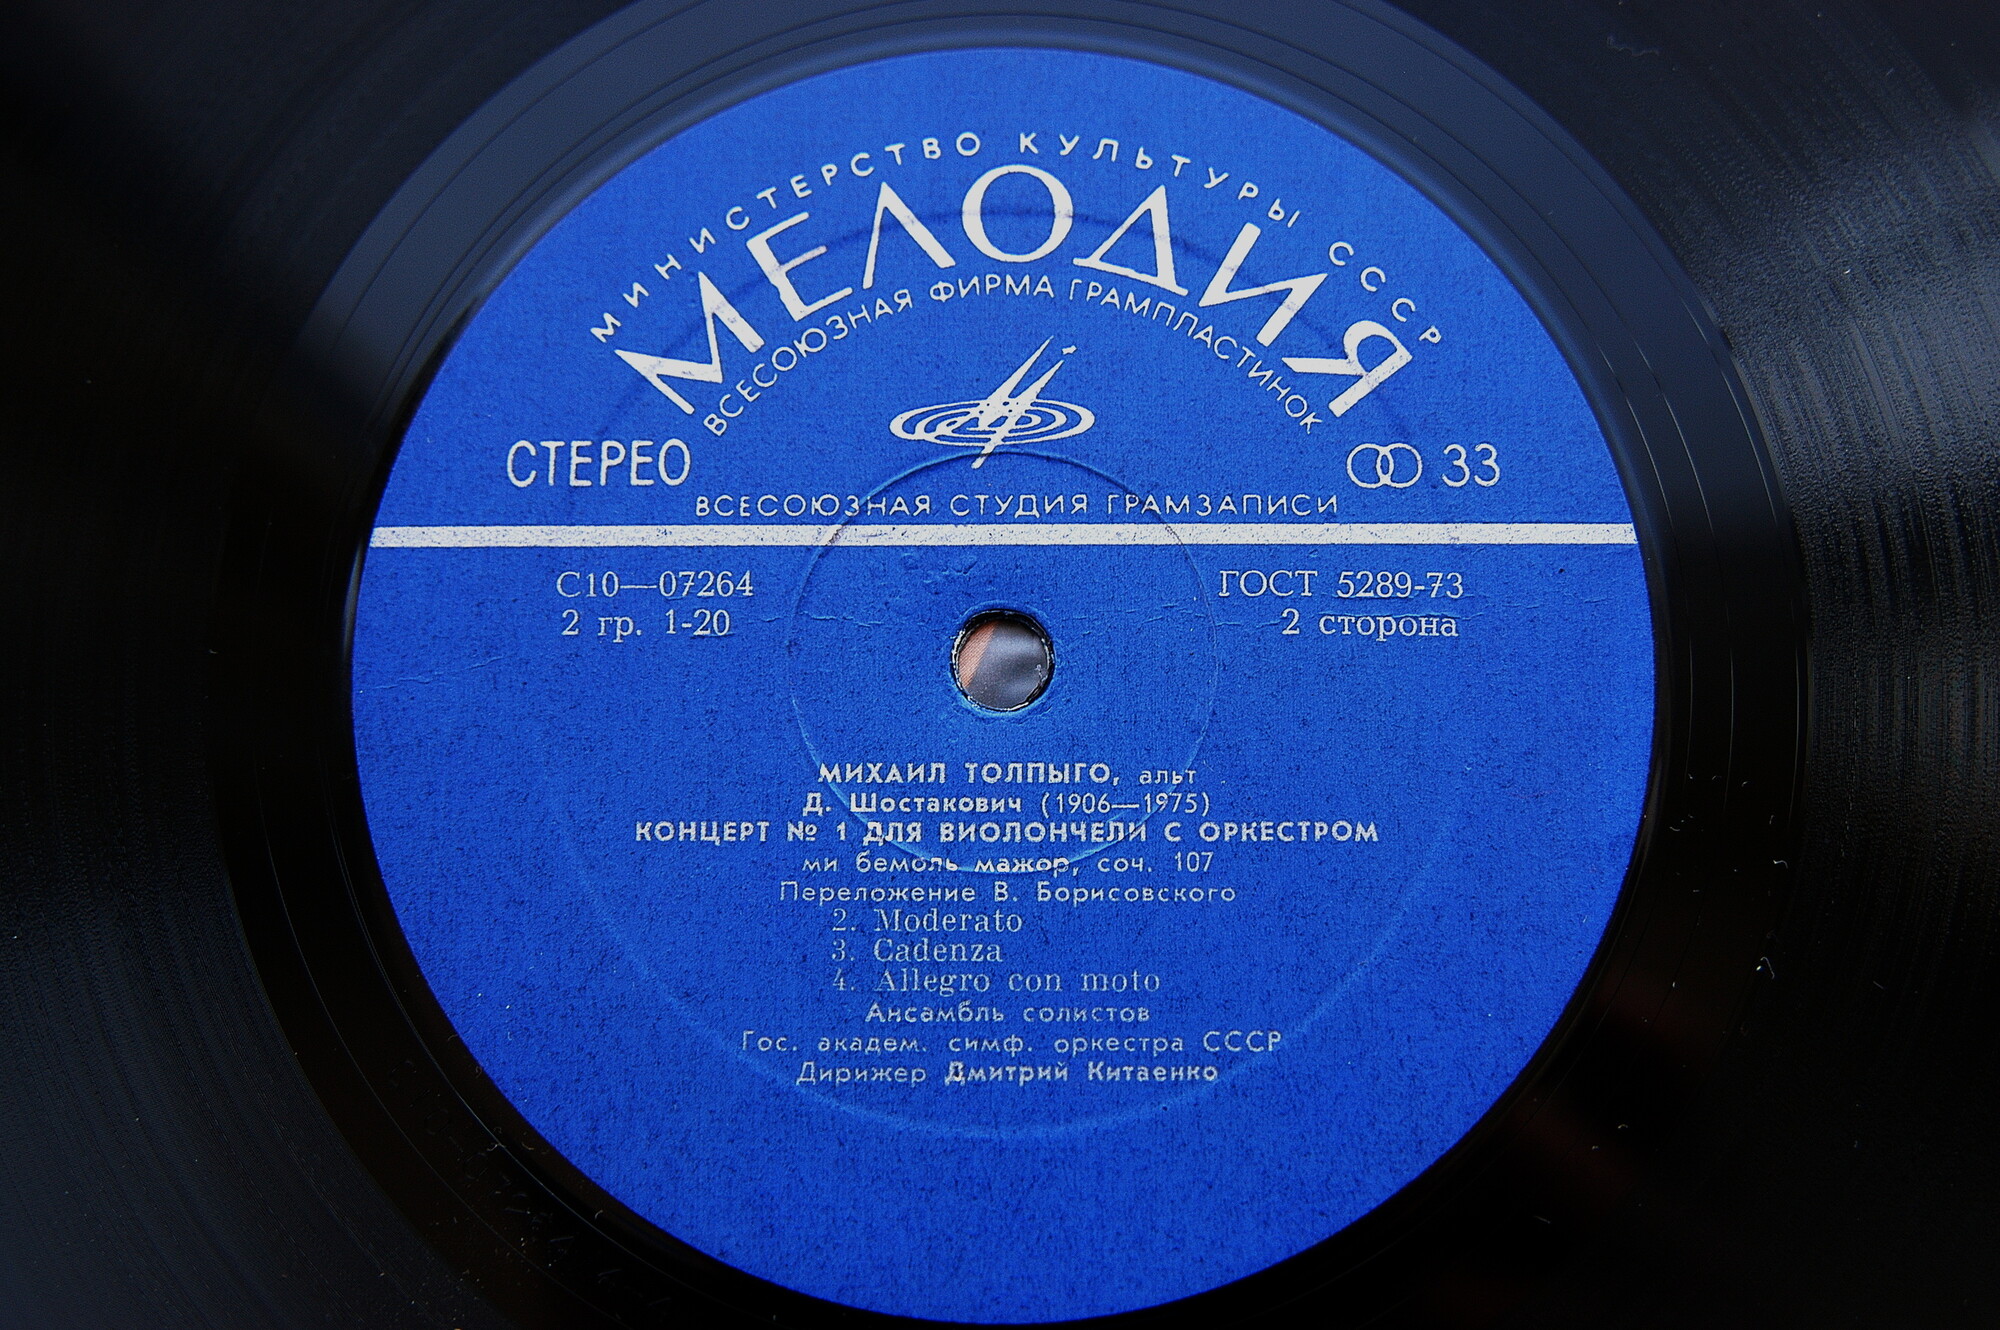 МИНИСТЕРСТВО КУЛЬТУРЫ СССР
МЕЛОДИЯ
ВСЕСОЮЗНАЯ ФИРМА ГРАМПЛАСТИНОК
СТЕРЕО
33
ВСЕСОЮЗНАЯ СТУДИЯ ГРАМЗАПИСИ
С10—07264
ГОСТ 5289-73
2 гр. 1-20
2 сторона
МИХАИЛ ТОЛПЫГО, альт
Д. Шостакович (1906—1975)
КОНЦЕРТ № 1 ДЛЯ ВИОЛОНЧЕЛИ С ОРКЕСТРОМ
ми бемоль мажор, соч. 107
Переложение В. Борисовского
2. Moderato
3. Cadenza
4. Allegro con moto
Ансамбль солистов
Гос. академ. симф. оркестра СССР
Дирижер Дмитрий Китаенко